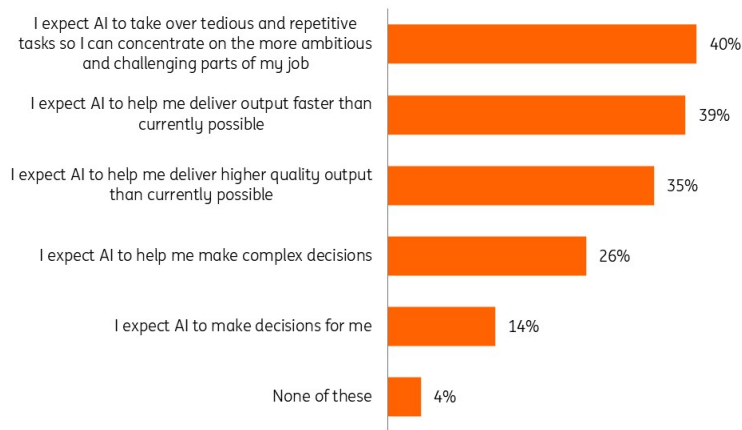 I expect AI to take over tedious and repetitive
tasks so I can concentrate on the more ambitious
and challenging parts of my job
40%
I expect AI to help me deliver output faster than
currently possible
39%
I expect AI to help me deliver higher quality output
than currently possible
35%
I expect AI to help me make complex decisions
26%
I expect AI to make decisions for me
14%
None of these
4%